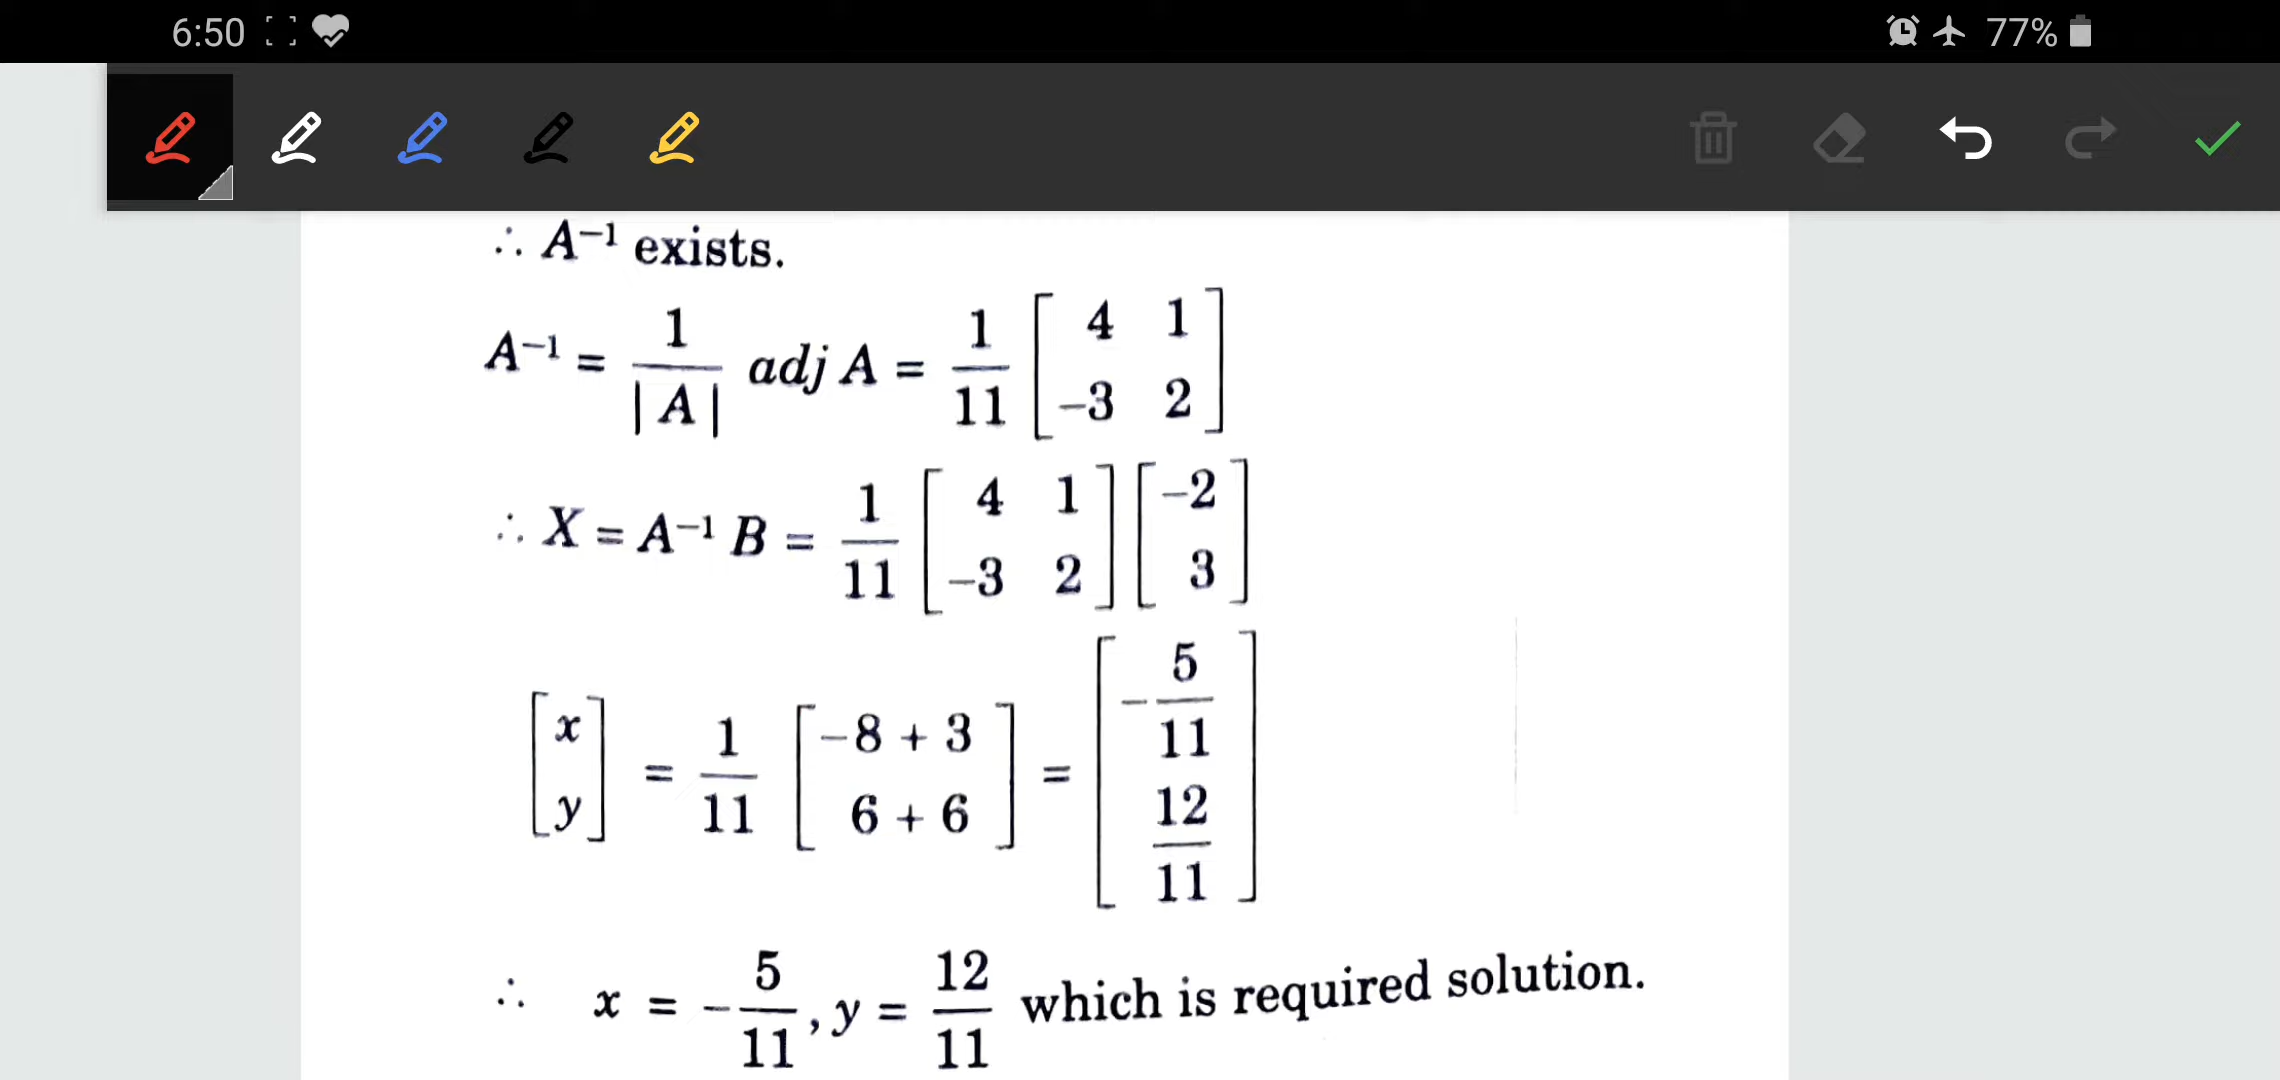 6:50 77%
∴ A⁻¹ exists.
A⁻¹ = 1/|A| adj A = 1/11 [4 1; -3 2]
∴ X = A⁻¹ B = 1/11 [4 1; -3 2] [-2; 3]
[x; y] = 1/11 [-8 + 3; 6 + 6] = [-5/11; 12/11]
∴ x = -5/11, y = 12/11 which is required solution.